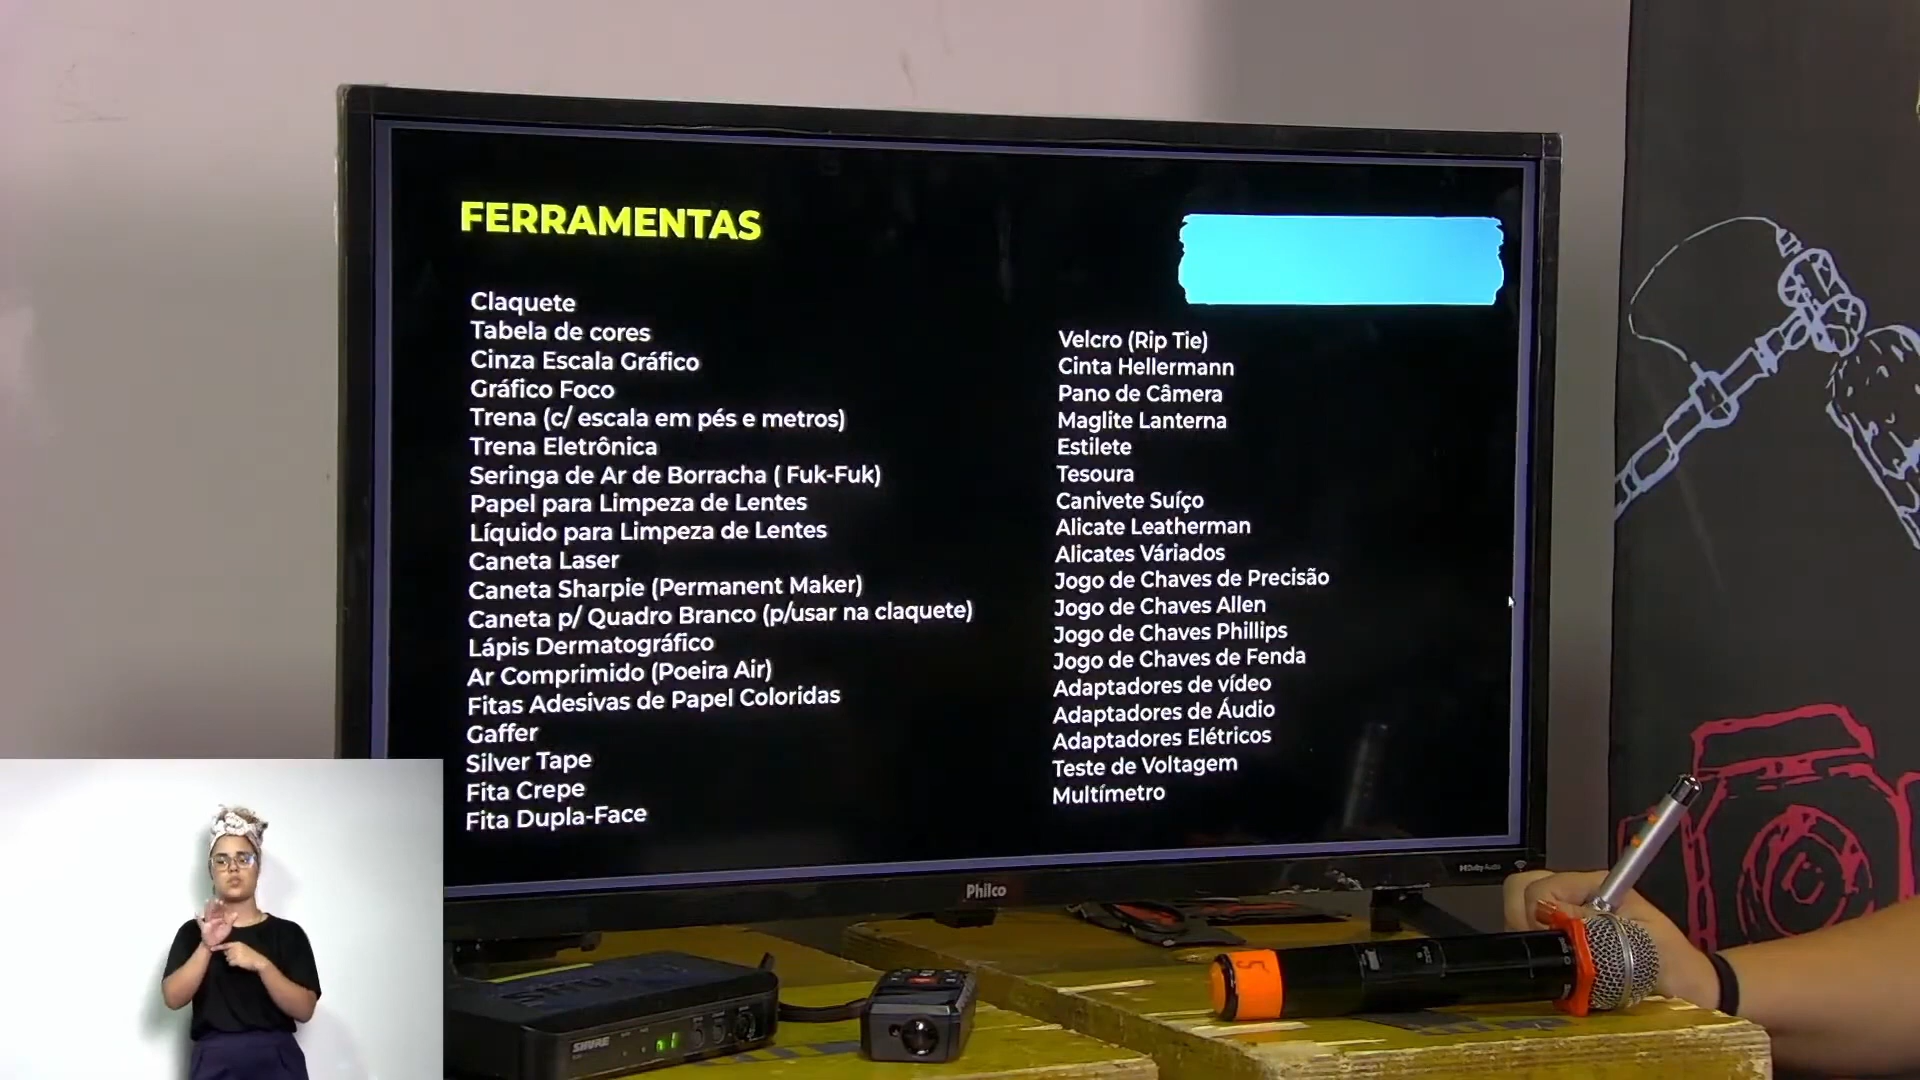 FERRAMENTAS
Claquete
Tabela de cores
Cinza Escala Gráfico
Gráfico Foco
Trena (c/ escala em pés e metros)
Trena Eletrônica
Seringa de Ar de Borracha ( Fuk-Fuk)
Papel para Limpeza de Lentes
Líquido para Limpeza de Lentes
Caneta Laser
Caneta Sharpie (Permanent Maker)
Caneta p/ Quadro Branco (p/usar na claquete)
Lápis Dermatográfico
Ar Comprimido (Poeira Air)
Fitas Adesivas de Papel Coloridas
Gaffer
Silver Tape
Fita Crepe
Fita Dupla-Face
Velcro (Rip Tie)
Cinta Hellermann
Pano de Câmera
Maglite Lanterna
Estilete
Tesoura
Canivete Suíço
Alicate Leatherman
Alicates Váriados
Jogo de Chaves de Precisão
Jogo de Chaves Allen
Jogo de Chaves Phillips
Jogo de Chaves de Fenda
Adaptadores de vídeo
Adaptadores de Áudio
Adaptadores Elétricos
Teste de Voltagem
Multímetro
Dolby Audio
Philco
SHURE
5